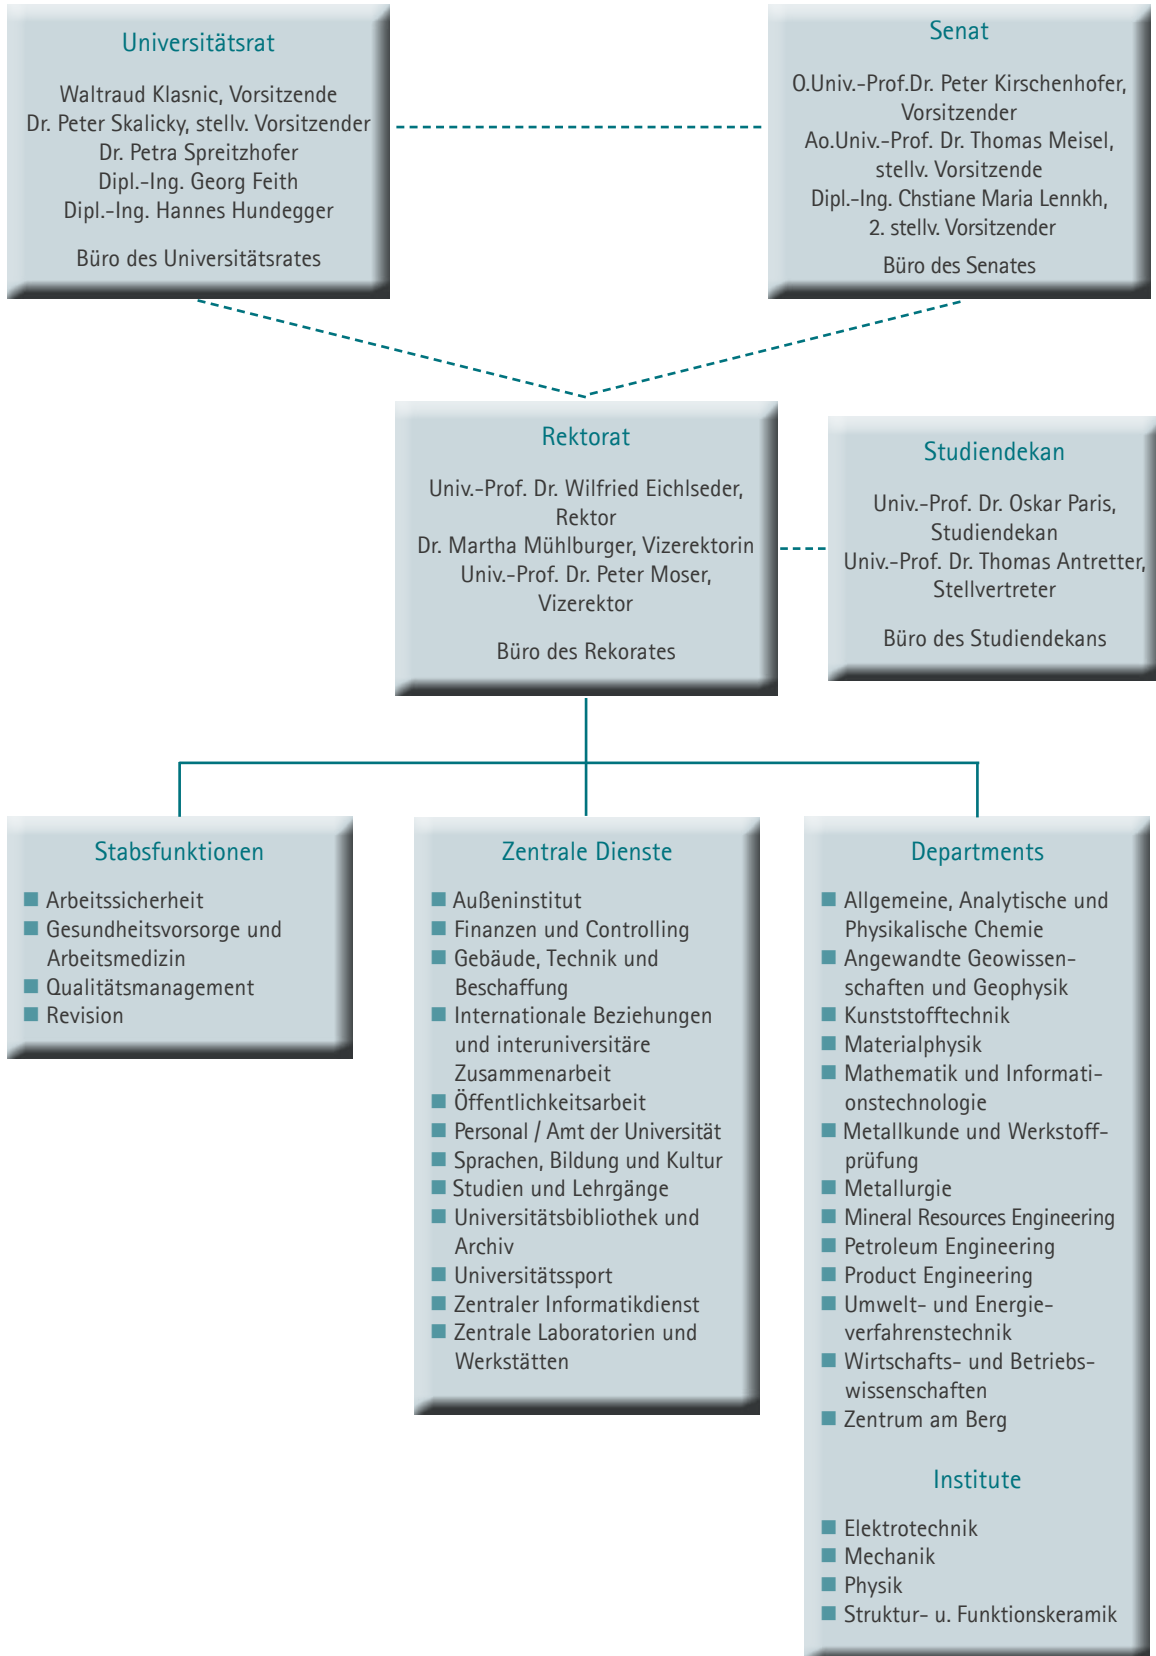 Universitätsrat
Waltraud Klasnic, Vorsitzende
Dr. Peter Skalicky, stellv. Vorsitzender
Dr. Petra Spreitzhofer
Dipl.-Ing. Georg Feith
Dipl.-Ing. Hannes Hundegger
Büro des Universitätsrates
Senat
O.Univ.-Prof.Dr. Peter Kirschenhofer,
Vorsitzender
Ao.Univ.-Prof. Dr. Thomas Meisel,
stellv. Vorsitzende
Dipl.-Ing. Chstiane Maria Lennkh,
2. stellv. Vorsitzender
Büro des Senates
Rektorat
Univ.-Prof. Dr. Wilfried Eichlseder,
Rektor
Dr. Martha Mühlburger, Vizerektorin
Univ.-Prof. Dr. Peter Moser,
Vizerektor
Büro des Rekorates
Studiendekan
Univ.-Prof. Dr. Oskar Paris,
Studiendekan
Univ.-Prof. Dr. Thomas Antretter,
Stellvertreter
Büro des Studiendekans
Stabsfunktionen
Arbeitssicherheit
Gesundheitsvorsorge und
Arbeitsmedizin
Qualitätsmanagement
Revision
Zentrale Dienste
Außeninstitut
Finanzen und Controlling
Gebäude, Technik und
Beschaffung
Internationale Beziehungen
und interuniversitäre
Zusammenarbeit
Öffentlichkeitsarbeit
Personal / Amt der Universität
Sprachen, Bildung und Kultur
Studien und Lehrgänge
Universitätsbibliothek und
Archiv
Universitätssport
Zentraler Informatikdienst
Zentrale Laboratorien und
Werkstätten
Departments
Allgemeine, Analytische und
Physikalische Chemie
Angewandte Geowissen-
schaften und Geophysik
Kunststofftechnik
Materialphysik
Mathematik und Informati-
onstechnologie
Metallkunde und Werkstoff-
prüfung
Metallurgie
Mineral Resources Engineering
Petroleum Engineering
Product Engineering
Umwelt- und Energie-
verfahrenstechnik
Wirtschafts- und Betriebs-
wissenschaften
Zentrum am Berg
Institute
Elektrotechnik
Mechanik
Physik
Struktur- u. Funktionskeramik